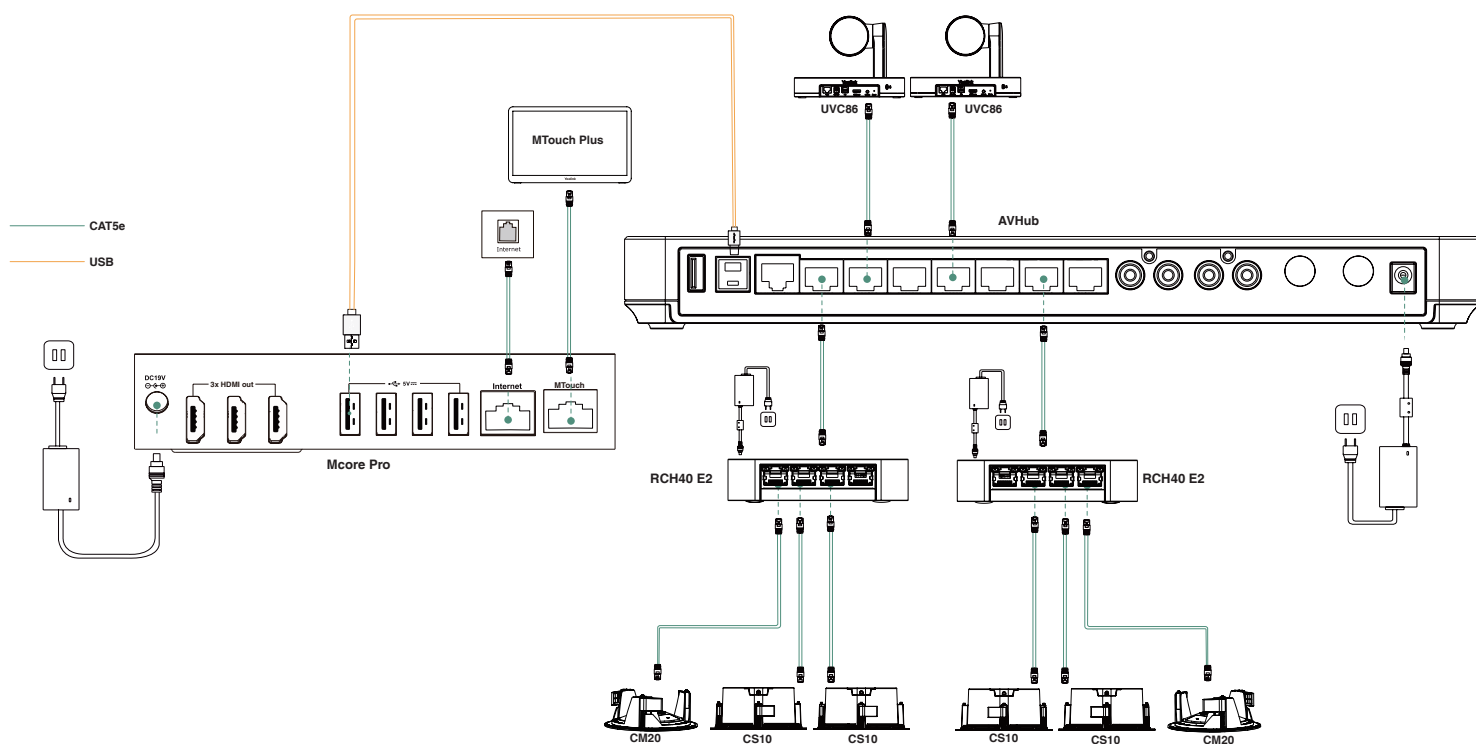 UVC86
UVC86
MTouch Plus
Yealink
AVHub
CAT5e
Internet
USB
DC19V
3x HDMI out
5V
Internet
MTouch
Mcore Pro
RCH40 E2
RCH40 E2
CM20
CS10
CS10
CS10
CS10
CM20